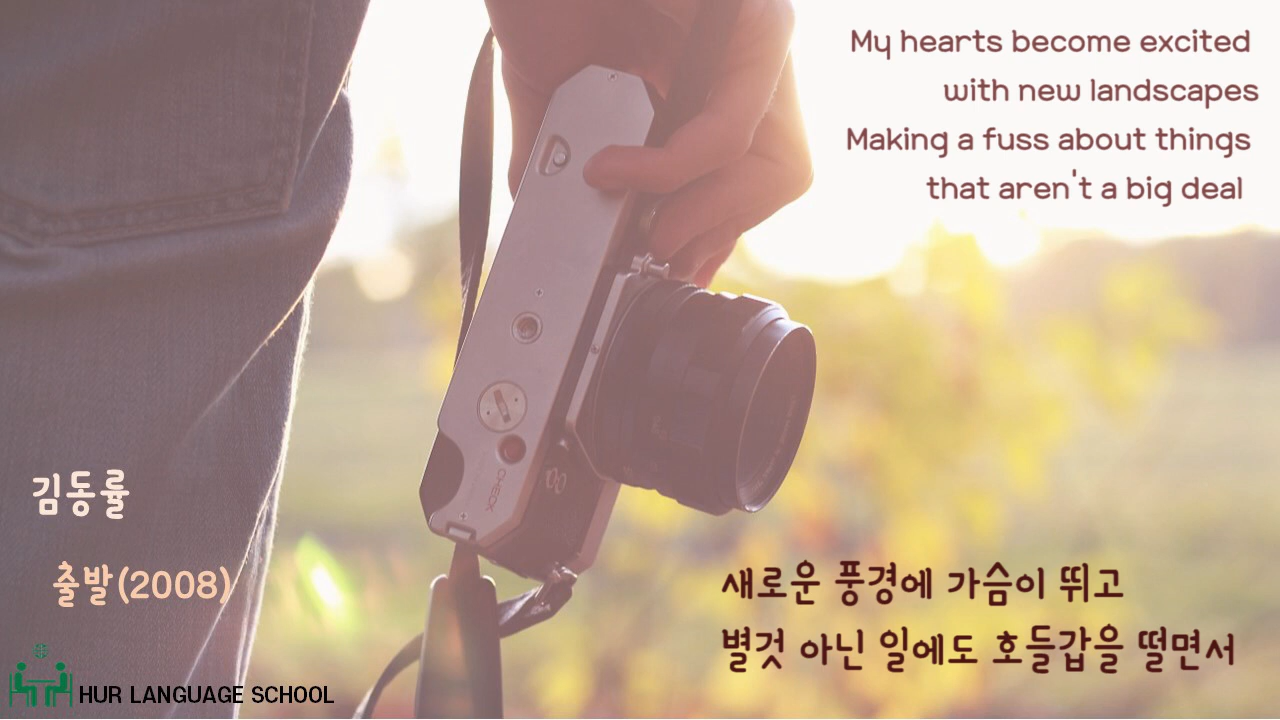 My hearts become excited
with new landscapes
Making a fuss about things
that aren't a big deal
CHECK
김동률
출발(2008)
새로운 풍경에 가슴이 뛰고
별것 아닌 일에도 호들갑을 떨면서
HUR LANGUAGE SCHOOL